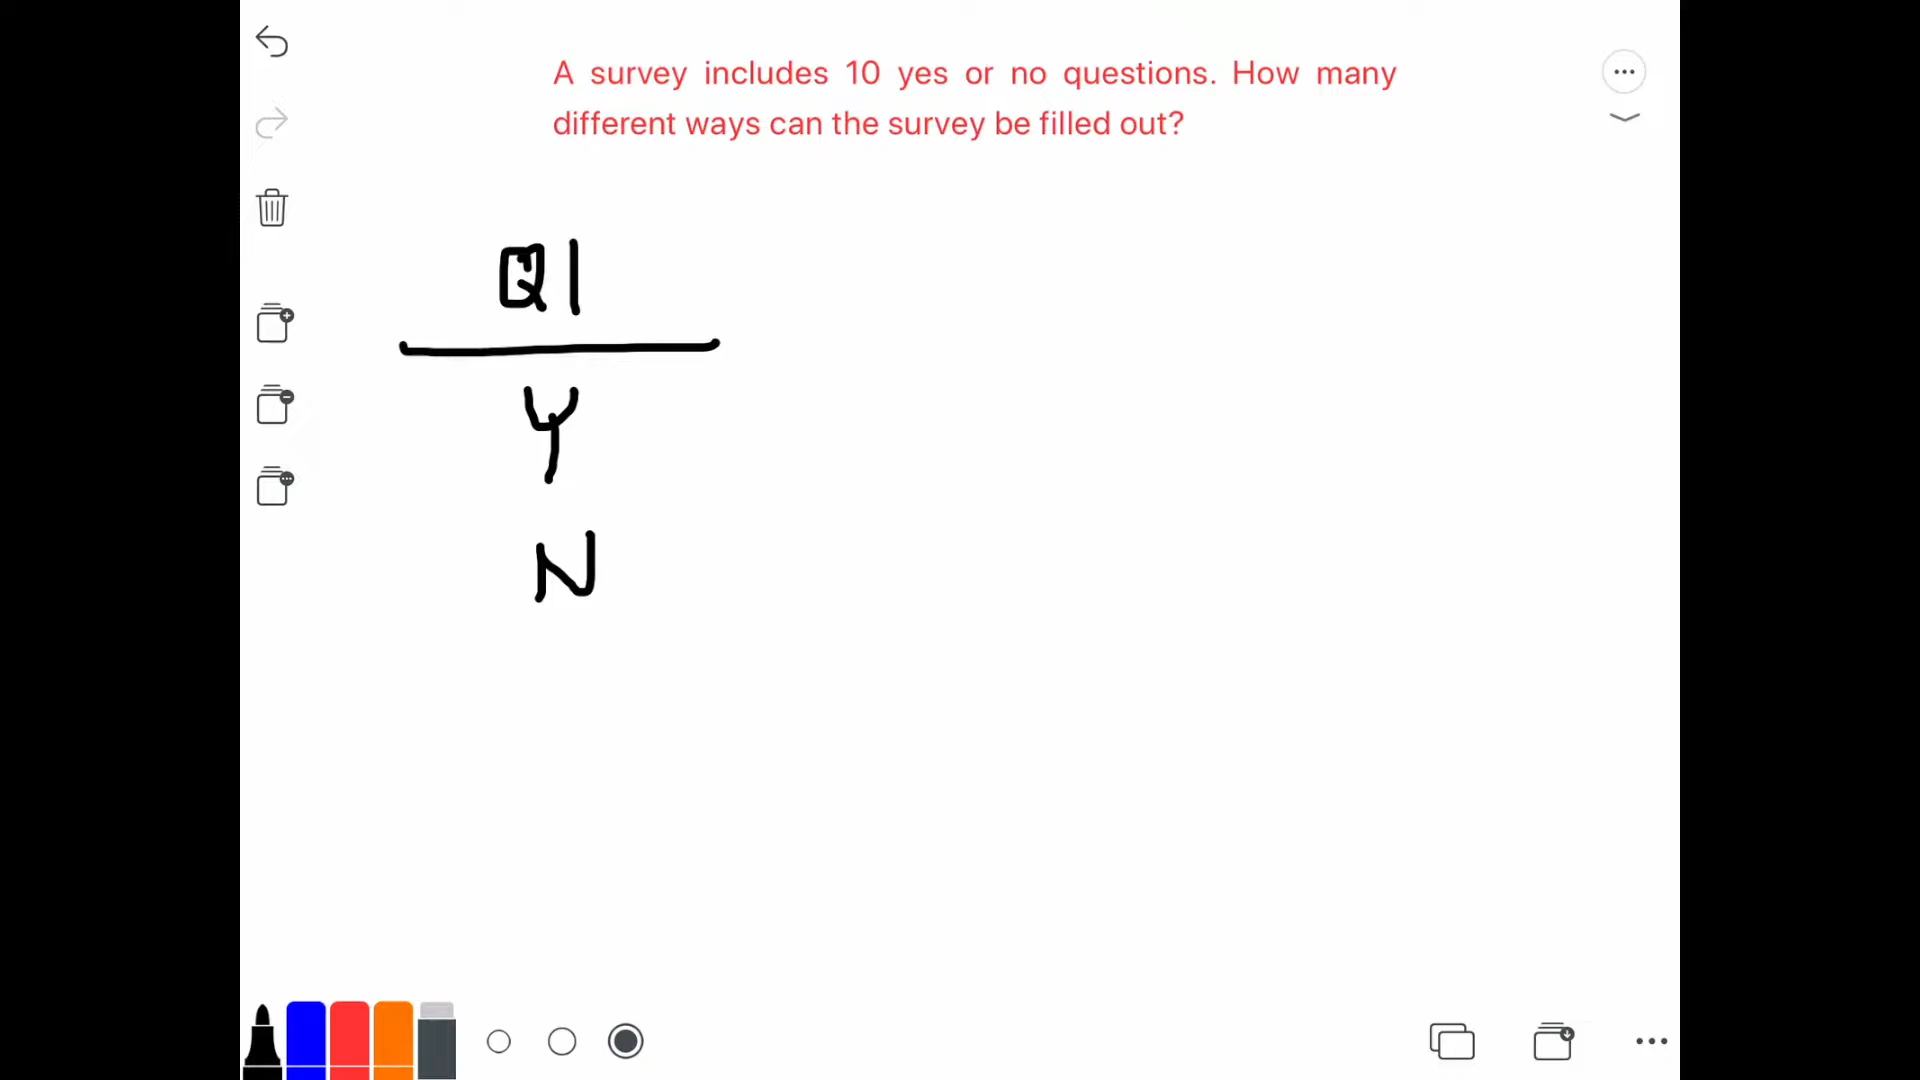 A survey includes 10 yes or no questions. How many
different ways can the survey be filled out?
Q1
Y
N